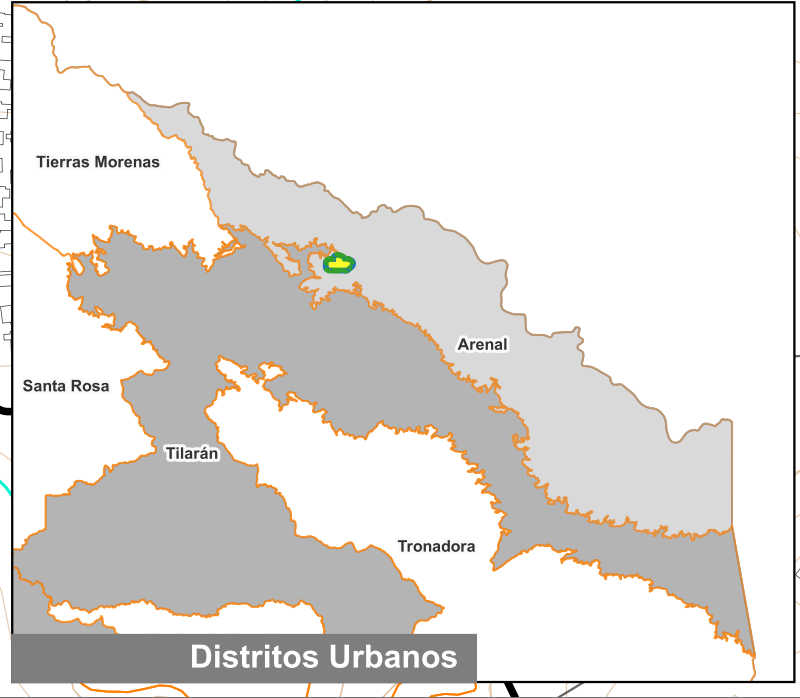 Tierras Morenas
Arenal
Santa Rosa
Tilarán
Tronadora
Distritos Urbanos